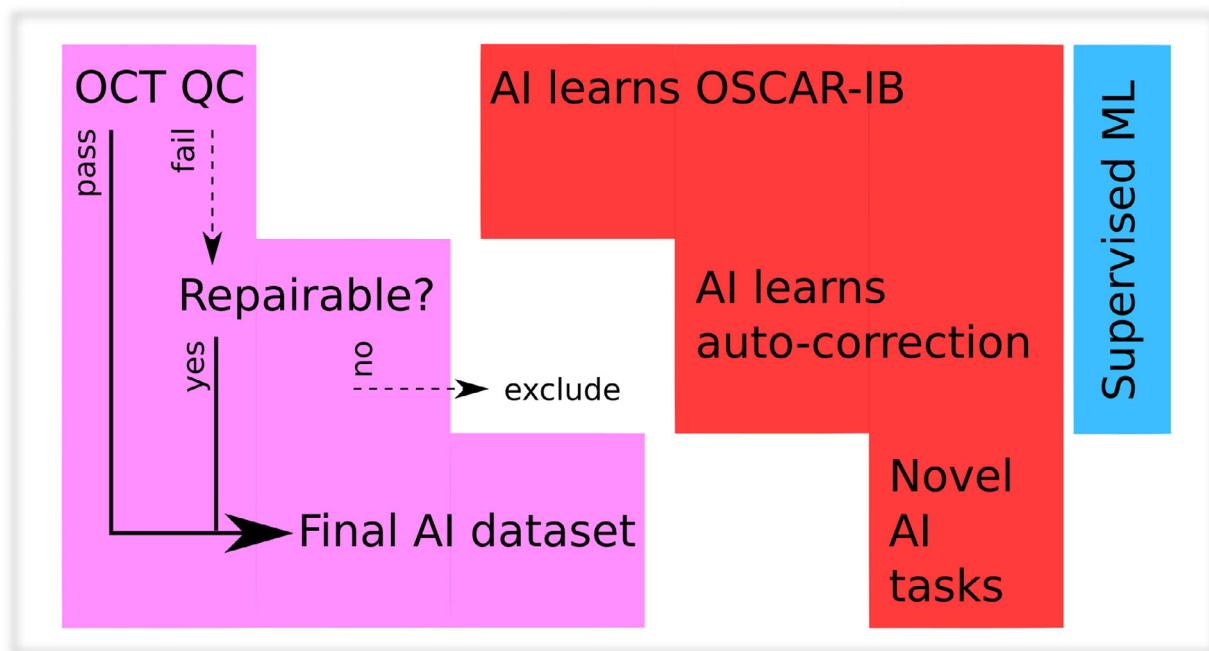 OCT QC
pass
fail
Repairable?
yes
no
exclude
Final AI dataset
AI learns OSCAR-IB
AI learns
auto-correction
Novel
AI
tasks
Supervised ML